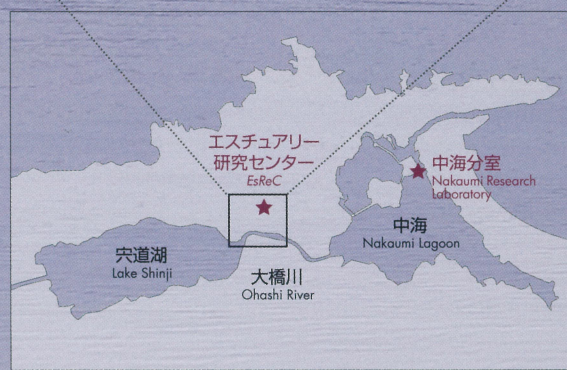 エスチュアリー
研究センター
EsReC
中海分室
Nakaumi Research
Laboratory
中海
Nakaumi Lagoon
宍道湖
Lake Shinji
大橋川
Ohashi River